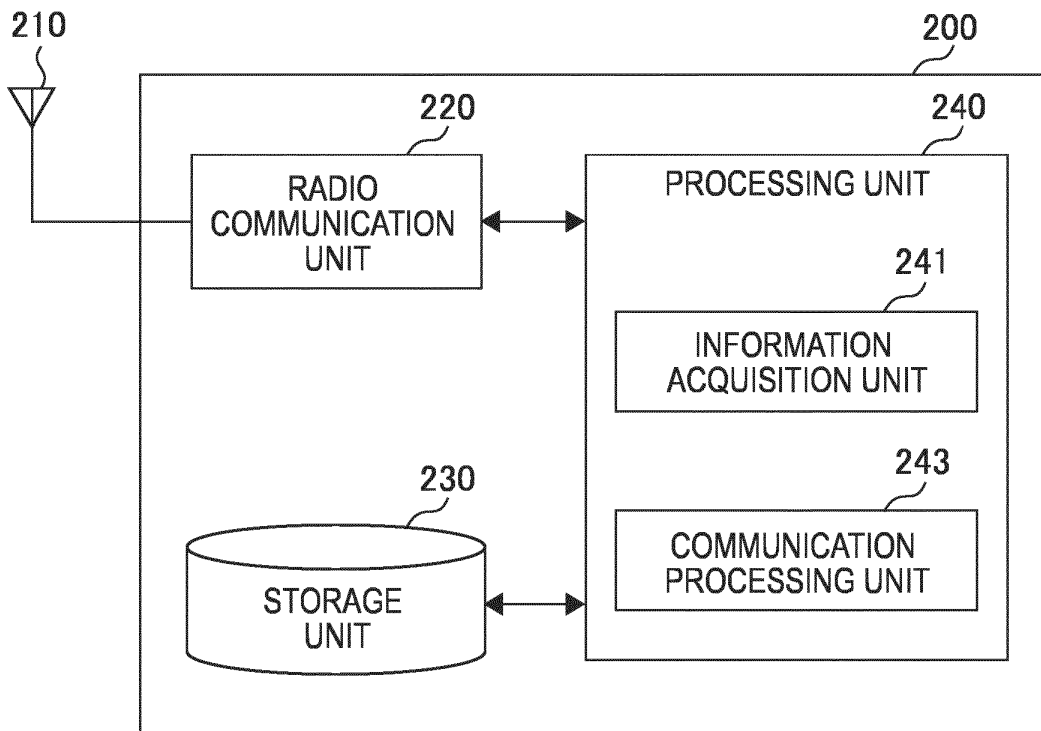 210
200
220
240
RADIO
COMMUNICATION
UNIT
PROCESSING UNIT
241
INFORMATION
ACQUISITION UNIT
230
243
STORAGE
UNIT
COMMUNICATION
PROCESSING UNIT